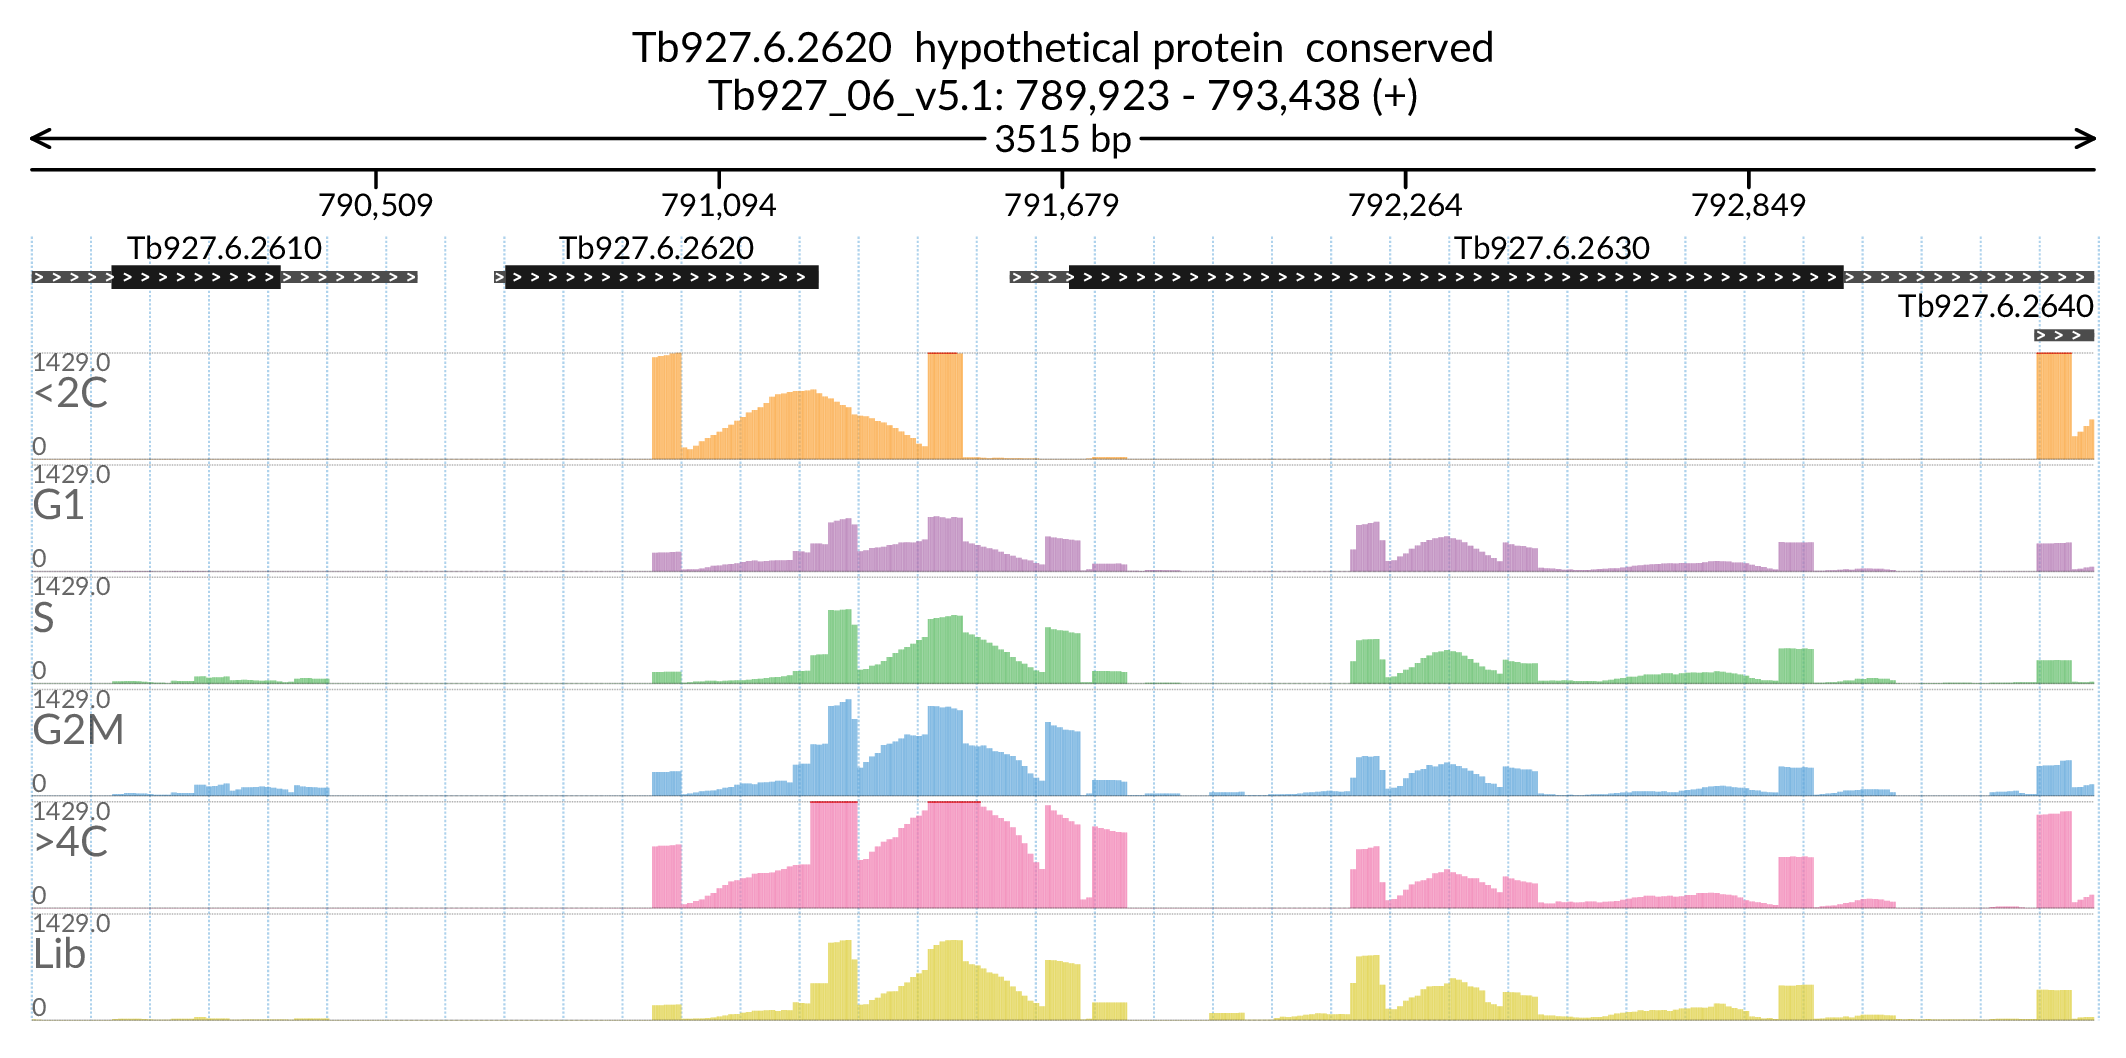 Tb927.6.2620  hypothetical protein  conserved
Tb927_06_v5.1: 789,923 - 793,438 (+)
3515 bp
790,509 791,094 791,679 792,264 792,849
Tb927.6.2610 Tb927.6.2620 Tb927.6.2630
Tb927.6.2640
1429.0
<2C
0
1429.0
G1
0
1429.0
S
0
1429.0
G2M
0
1429.0
>4C
0
1429.0
Lib
0